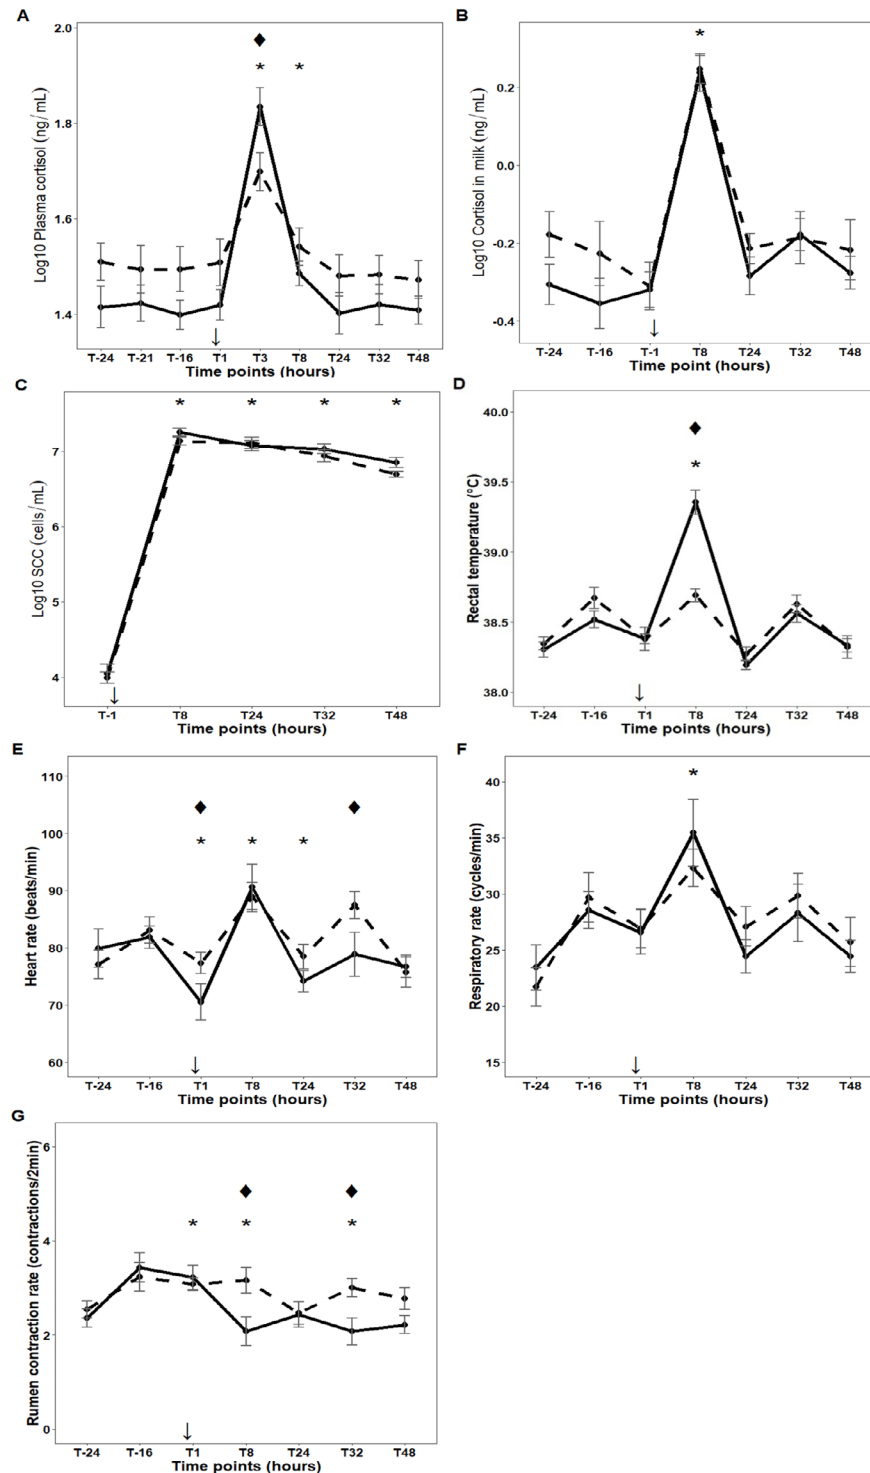 A
Log10 Plasma cortisol (ng/mL)
2.0
1.8
1.6
1.4
♦
* *
↓
T-24 T-21 T-16 T1 T3 T8 T24 T32 T48
Time points (hours)
B
Log10 Cortisol in milk (ng/mL)
0.2
0.0
-0.2
-0.4
*
↓
T-24 T-16 T-1 T8 T24 T32 T48
Time point (hours)
C
Log10 SCC (cells/mL)
7
6
5
4
* * * *
↓
T-1 T8 T24 T32 T48
Time points (hours)
D
Rectal temperature (°C)
40.0
39.5
39.0
38.5
38.0
♦
*
↓
T-24 T-16 T1 T8 T24 T32 T48
Time points (hours)
E
Heart rate (beats/min)
110
100
90
80
70
60
♦ ♦
* * *
↓
T-24 T-16 T1 T8 T24 T32 T48
Time points (hours)
F
Respiratory rate (cycles/min)
40
35
30
25
20
15
*
↓
T-24 T-16 T1 T8 T24 T32 T48
Time points (hours)
G
Rumen contraction rate (contractions/2min)
6
4
2
0
♦ ♦
* * *
↓
T-24 T-16 T1 T8 T24 T32 T48
Time points (hours)